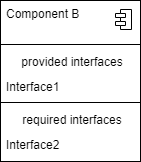 Component B
provided interfaces
Interface1
required interfaces
Interface2